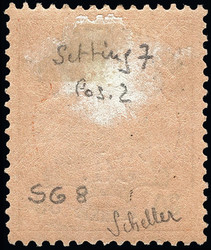 Setting 7
Pos. 2
SG 8
Scheller